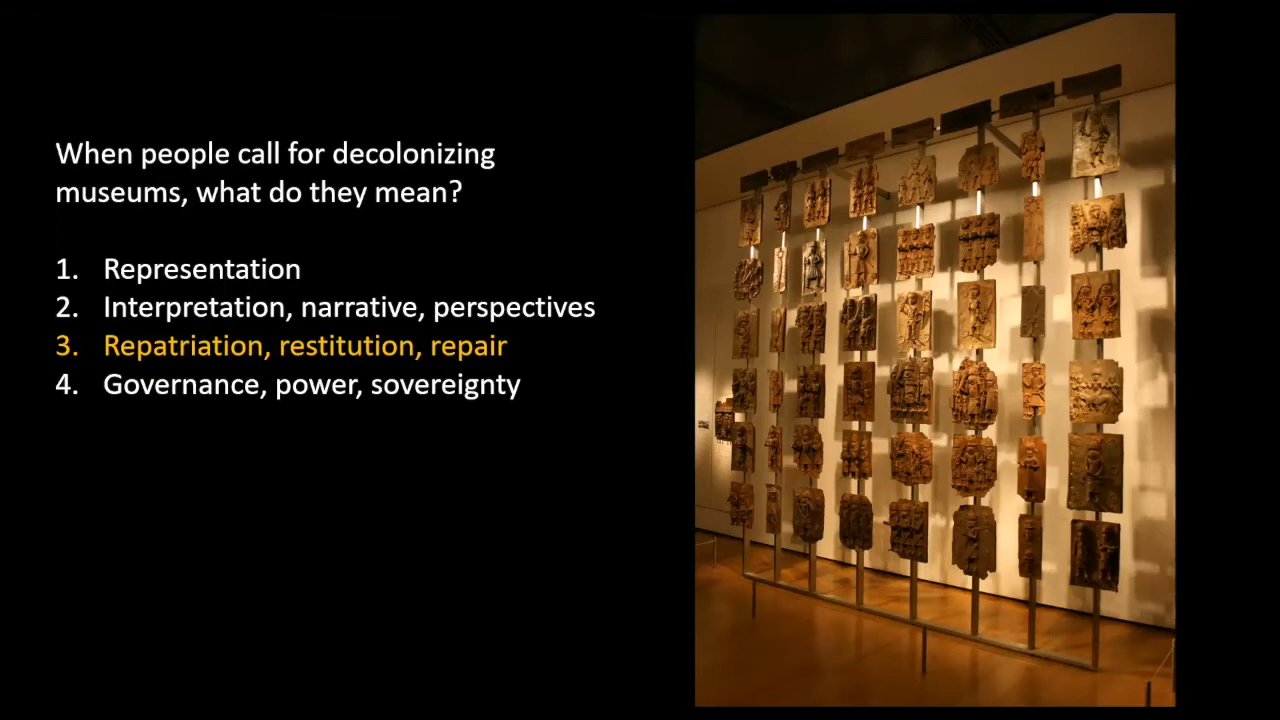 When people call for decolonizing
museums, what do they mean?
1. Representation
2. Interpretation, narrative, perspectives
3. Repatriation, restitution, repair
4. Governance, power, sovereignty